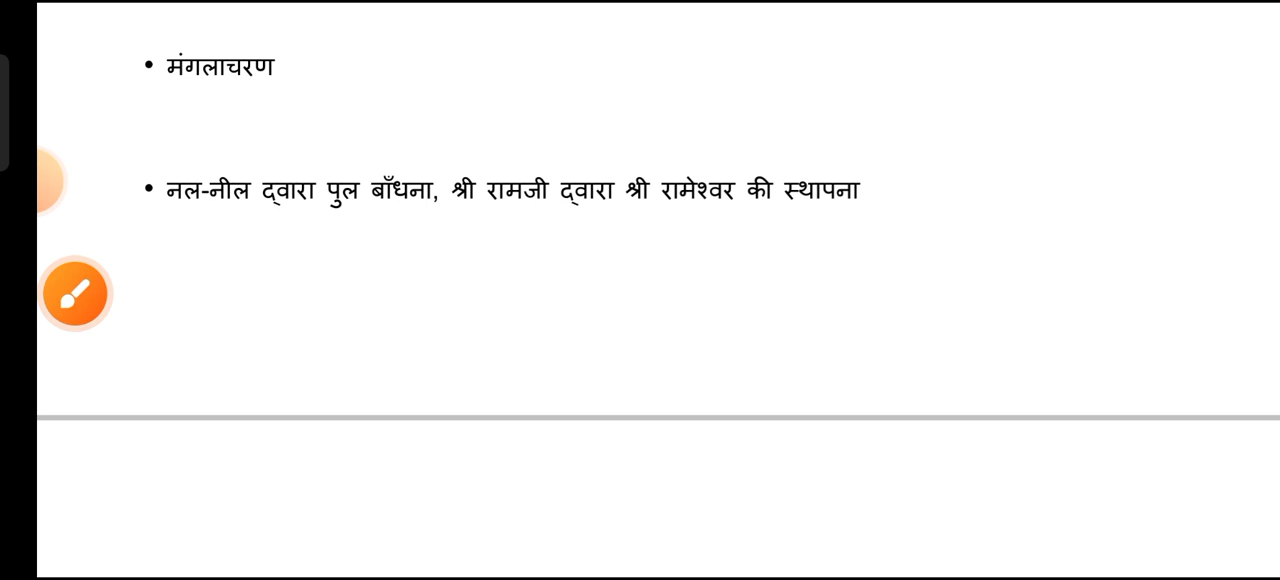 • मंगलाचरण
• नल-नील द्वारा पुल बाँधना, श्री रामजी द्वारा श्री रामेश्वर की स्थापना